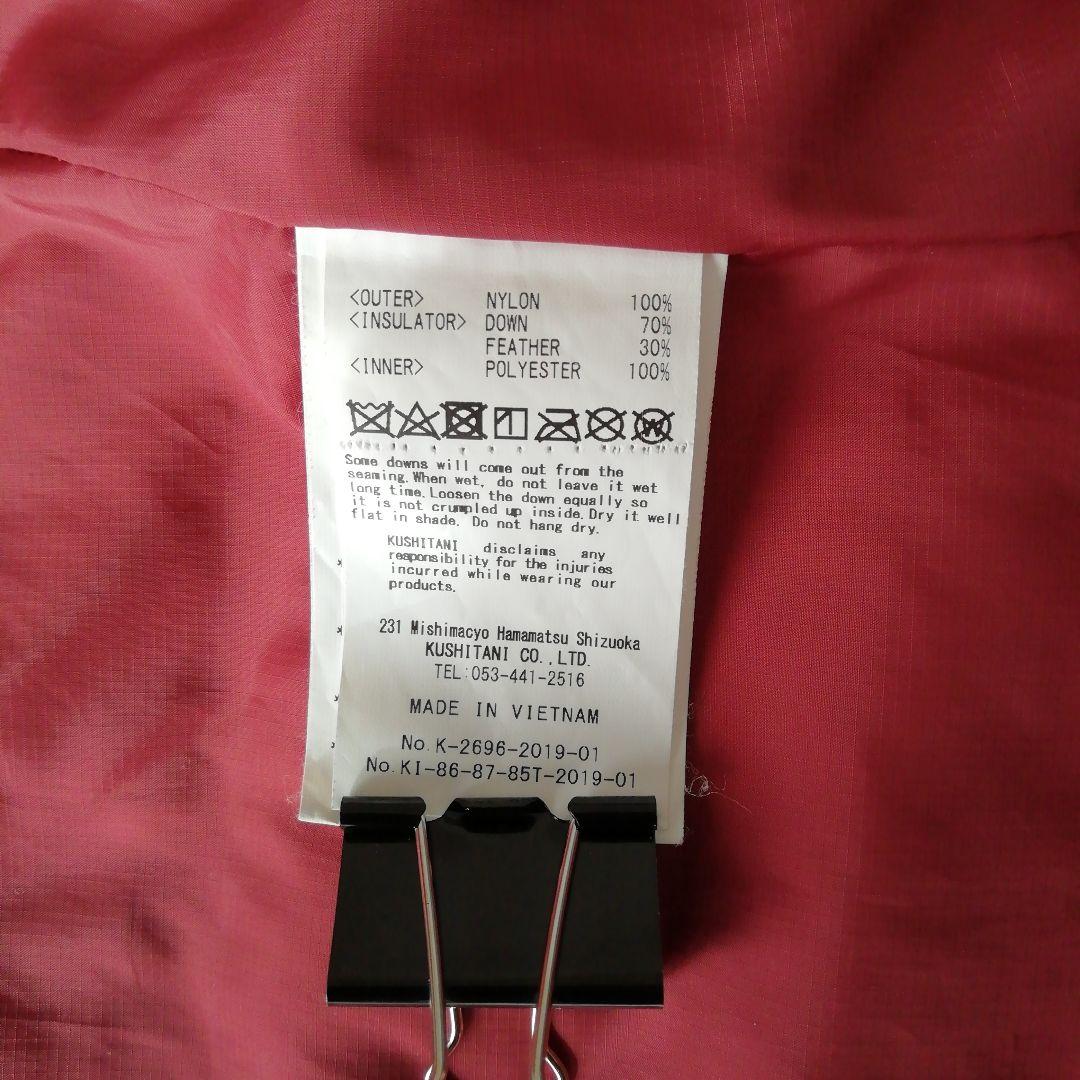 <OUTER> NYLON 100%
<INSULATOR> DOWN 70%
FEATHER 30%
<INNER> POLYESTER 100%
W
Some downs will come out from the
seaming.When wet, do not leave it wet
long time.Loosen the down equally so
it is not crumpled up inside.Dry it well
flat in shade. Do not hang dry.
KUSHITANI disclaims any
responsibility for the injuries
incurred while wearing our
products.
231 Mishimacyo Hamamatsu Shizuoka
KUSHITANI CO.,LTD.
TEL:053-441-2516
MADE IN VIETNAM
No.K-2696-2019-01
No.KI-86-87-85T-2019-01